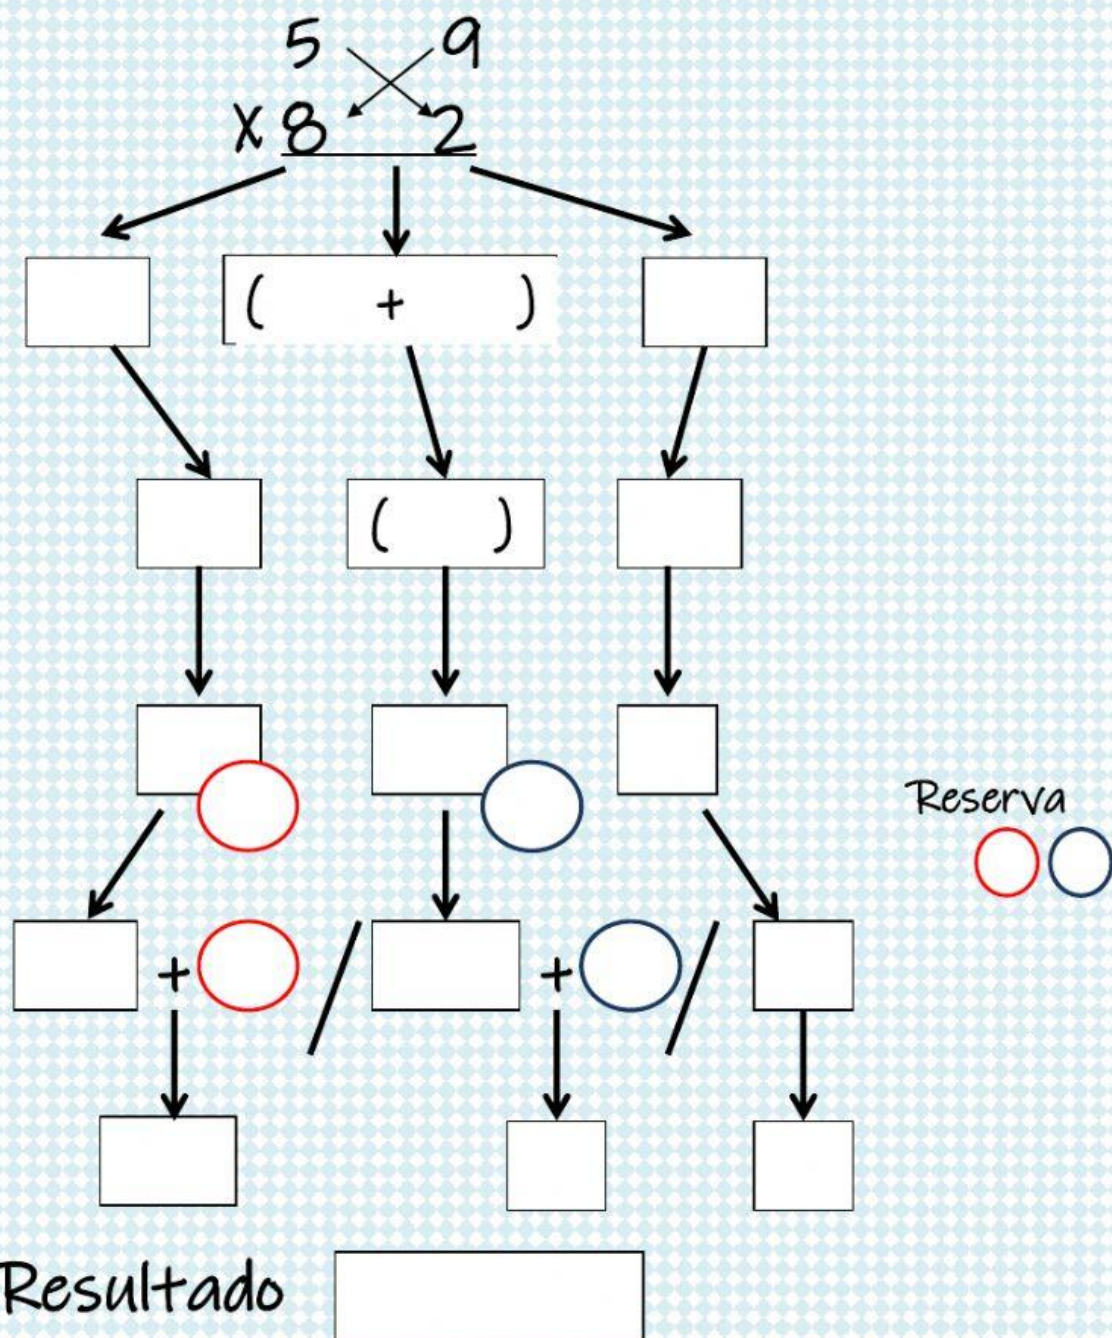 5 9
X 8 2
( + )
( )
Reserva
+ / + /
Resultado